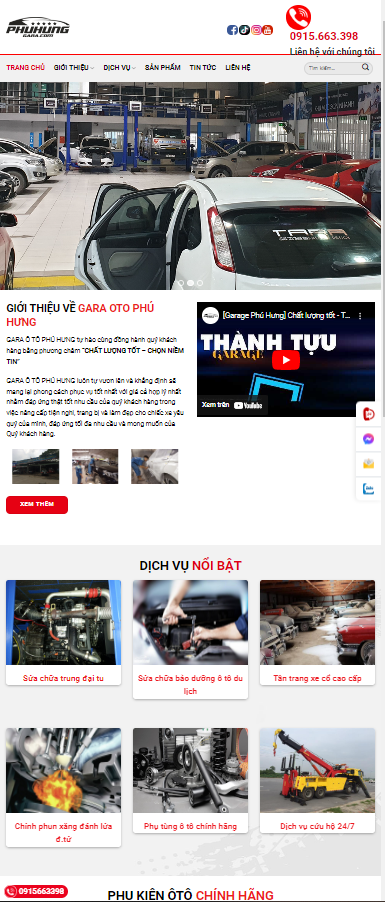 PHUHUNG
GARA.COM
0915.663.398
Liên hệ với chúng tôi
TRANG CHỦ GIỚI THIỆU DỊCH VỤ SẢN PHẨM TIN TỨC LIÊN HỆ
Tìm kiếm...
TARA
GIỚI THIỆU VỀ GARA OTO PHÚ
HƯNG
GARA Ô TÔ PHÚ HƯNG tự hào cùng đồng hành quý khách
hàng bằng phương châm "CHẤT LƯỢNG TỐT – CHỌN NIỀM
TIN"
GARA Ô TÔ PHÚ HƯNG luôn tự vươn lên và khẳng định sẽ
mang lại phong cách phục vụ tốt nhất với giá cả hợp lý nhất
nhằm đáp ứng thật tốt nhu cầu của quý khách hàng trong
việc nâng cấp tiện nghi, trang bị và làm đẹp cho chiếc xe yêu
quý của mình, đáp ứng tối đa nhu cầu và mong muốn của
Quý khách hàng.
XEM THÊM
[Garage Phú Hưng] Chất lượng tốt - T...
THÀNH TỰU
GARAGE
Xem trên YouTube
Zalo
DỊCH VỤ NỔI BẬT
Sửa chữa trung đại tu
Sửa chữa bảo dưỡng ô tô du
lịch
Tân trang xe cổ cao cấp
Chỉnh phun xăng đánh lửa
đ.tử
Phụ tùng ô tô chính hãng
Dịch vụ cứu hộ 24/7
0915663398
PHỤ KIỆN ÔTÔ CHÍNH HÃNG